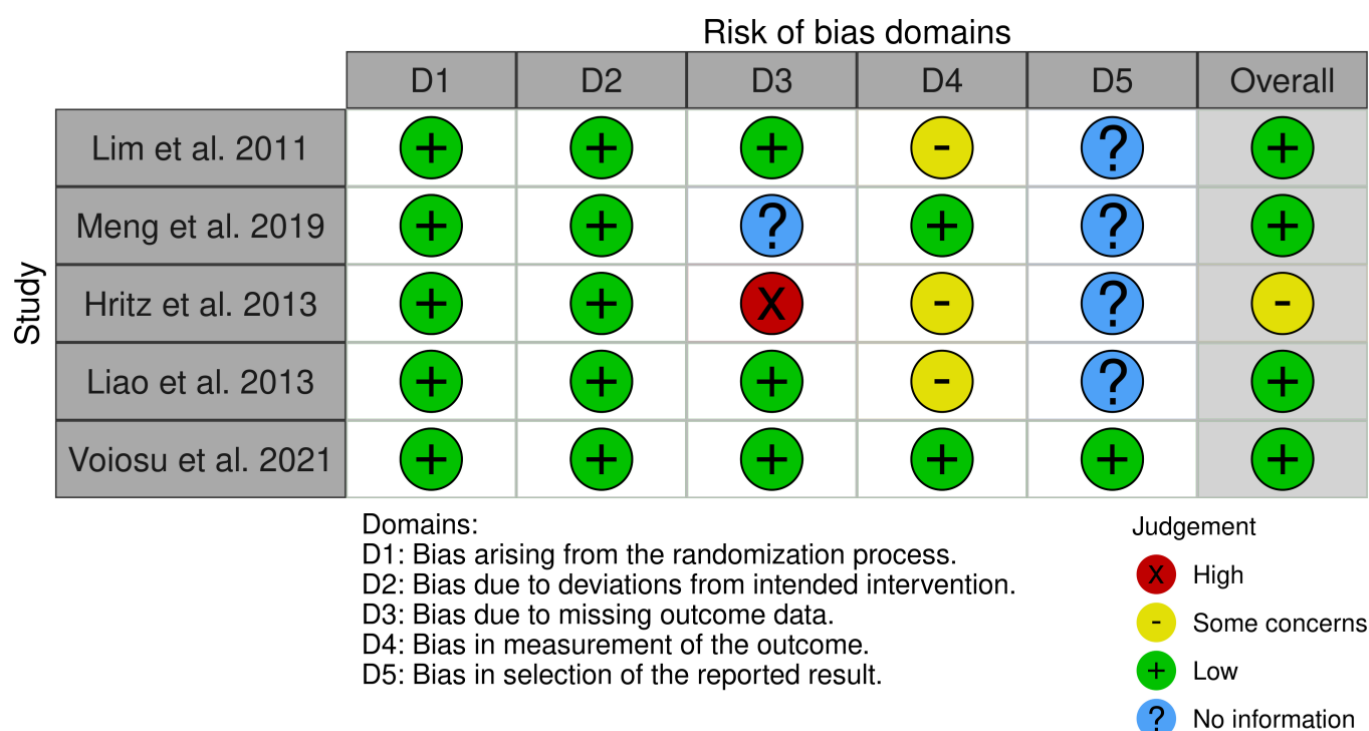 Risk of bias domains
D1 D2 D3 D4 D5 Overall
Study
Lim et al. 2011 + + + - ? +
Meng et al. 2019 + + ? + ? +
Hritz et al. 2013 + + X - ? -
Liao et al. 2013 + + + - ? +
Voiosu et al. 2021 + + + + + +
Domains:
D1: Bias arising from the randomization process.
D2: Bias due to deviations from intended intervention.
D3: Bias due to missing outcome data.
D4: Bias in measurement of the outcome.
D5: Bias in selection of the reported result.
Judgement
X High
- Some concerns
+ Low
? No information